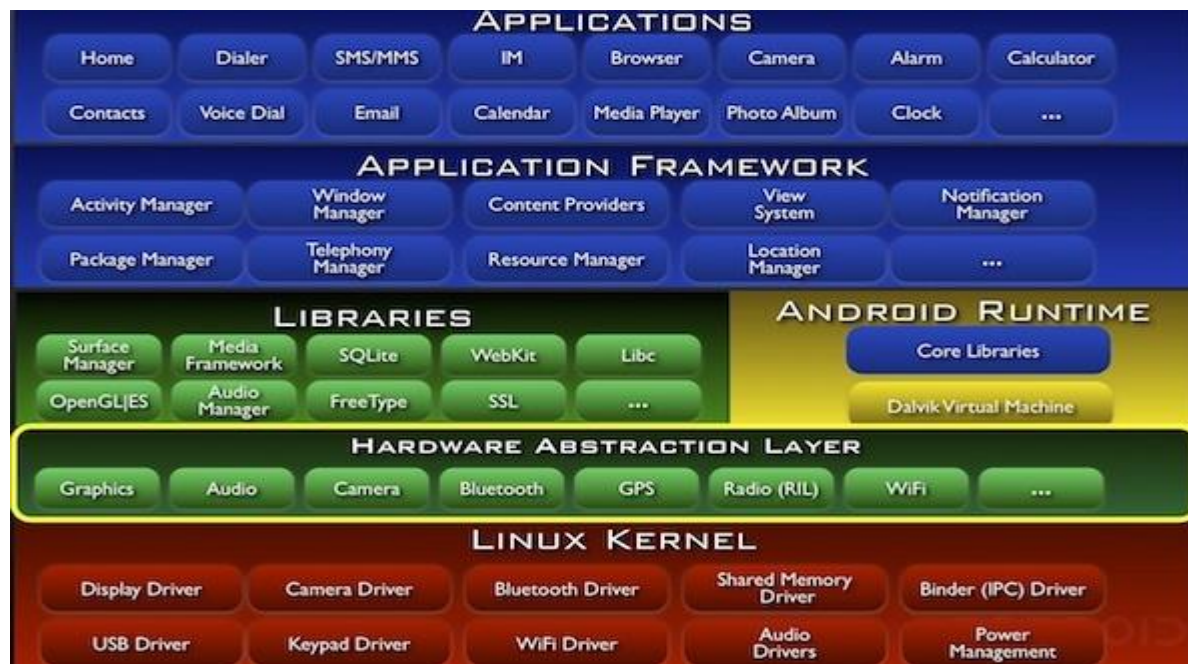 APPLICATIONS
Home Dialer SMS/MMS IM Browser Camera Alarm Calculator
Contacts Voice Dial Email Calendar Media Player Photo Album Clock ...
APPLICATION FRAMEWORK
Activity Manager Window Manager Content Providers View System Notification Manager
Package Manager Telephony Manager Resource Manager Location Manager ...
LIBRARIES
Surface Manager Media Framework SQLite WebKit Libc
OpenGL|ES Audio Manager FreeType SSL ...
ANDROID RUNTIME
Core Libraries
Dalvik Virtual Machine
HARDWARE ABSTRACTION LAYER
Graphics Audio Camera Bluetooth GPS Radio (RIL) WiFi ...
LINUX KERNEL
Display Driver Camera Driver Bluetooth Driver Shared Memory Driver Binder (IPC) Driver
USB Driver Keypad Driver WiFi Driver Audio Drivers Power Management